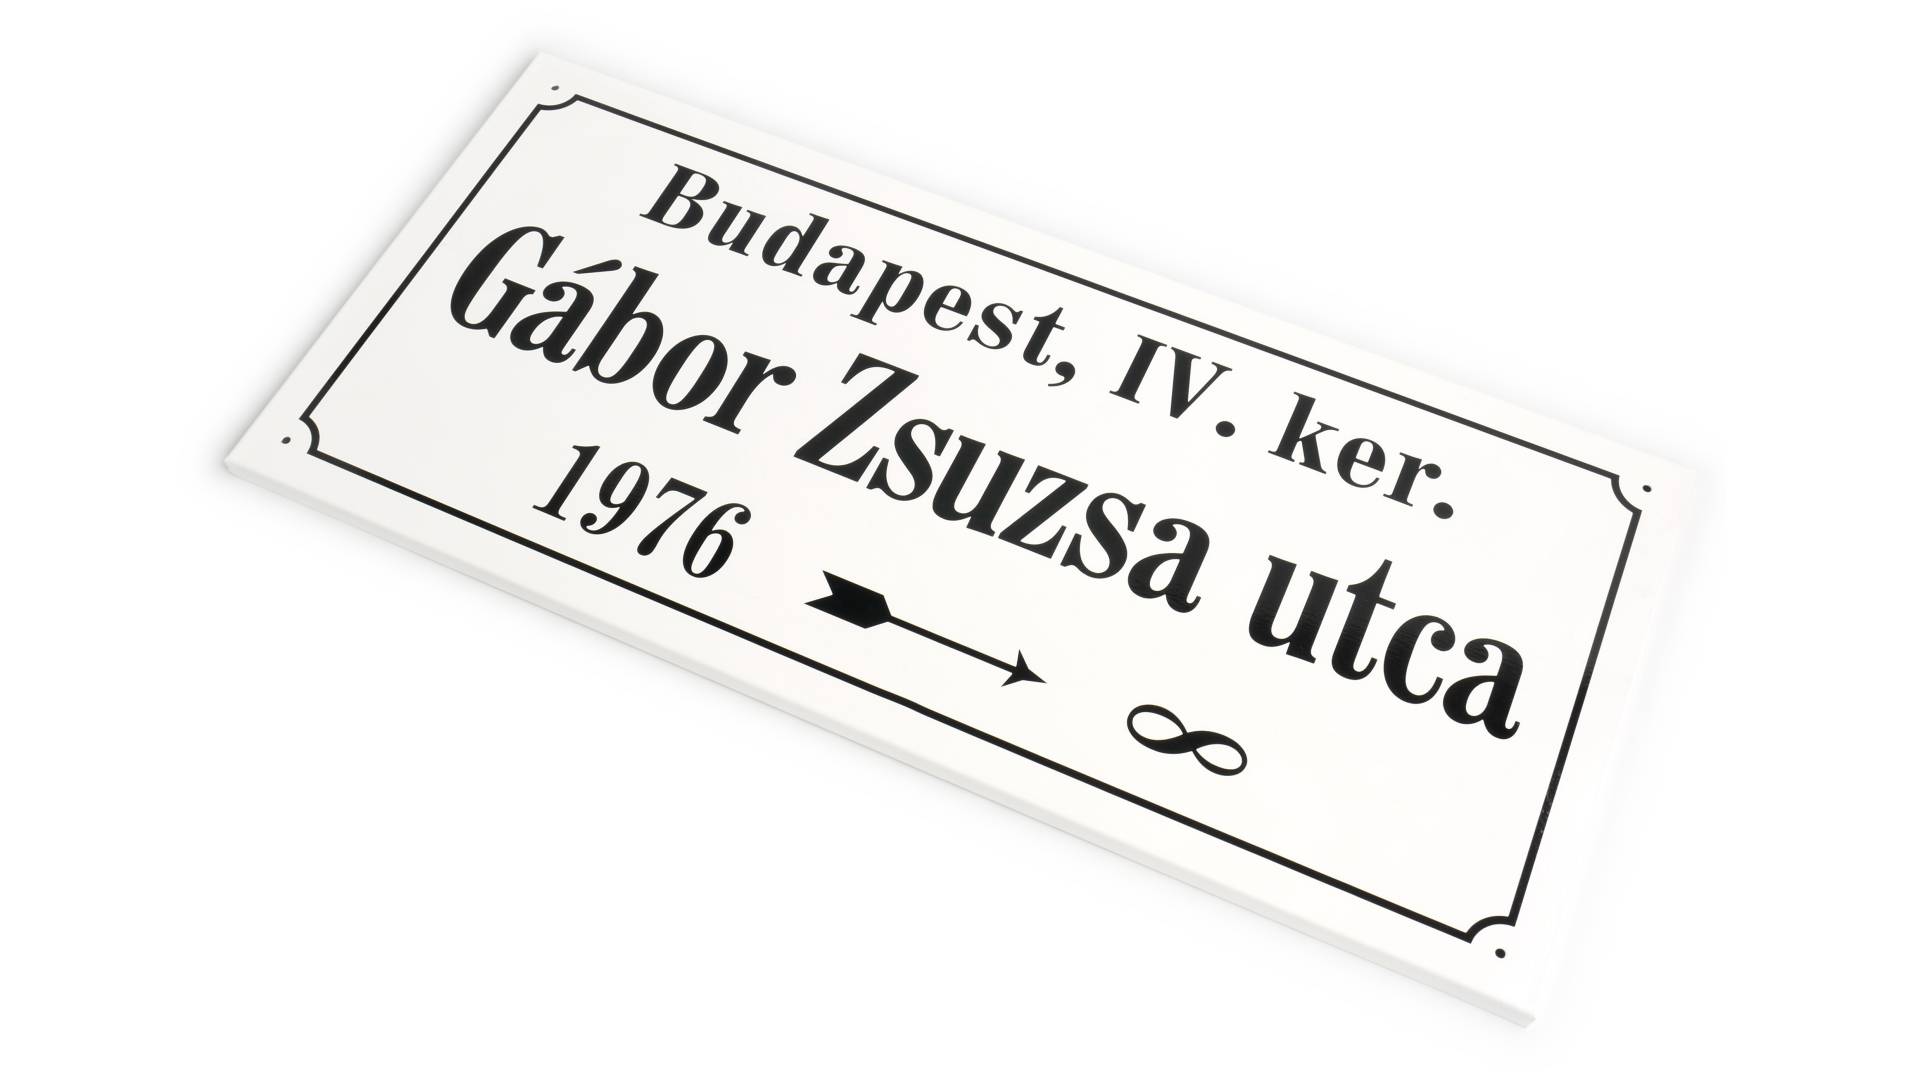 Budapest, IV. ker.
Gábor Zsuzsa utca
1976 → ∞